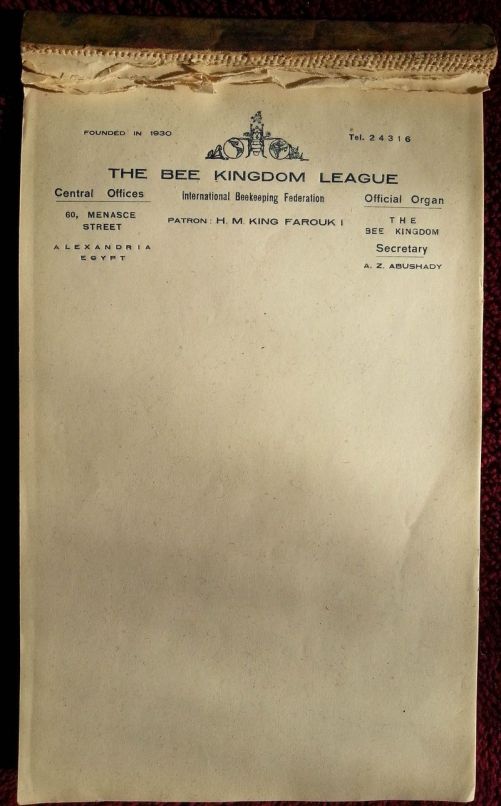 FOUNDED IN 1930
Tel. 24316
THE BEE KINGDOM LEAGUE
Central Offices
60, MENASCE
STREET
ALEXANDRIA
EGYPT
International Beekeeping Federation
PATRON: H. M. KING FAROUK I
Official Organ
THE
BEE KINGDOM
Secretary
A. Z. ABUSHADY